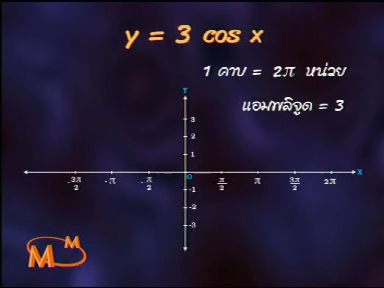 y = 3 cos x
1 คาบ = 2π หน่วย
แอมพลิจูด = 3
Y
3
2
1
-3π/2 -π -π/2 O π/2 π 3π/2 2π X
-1
-2
-3
MM